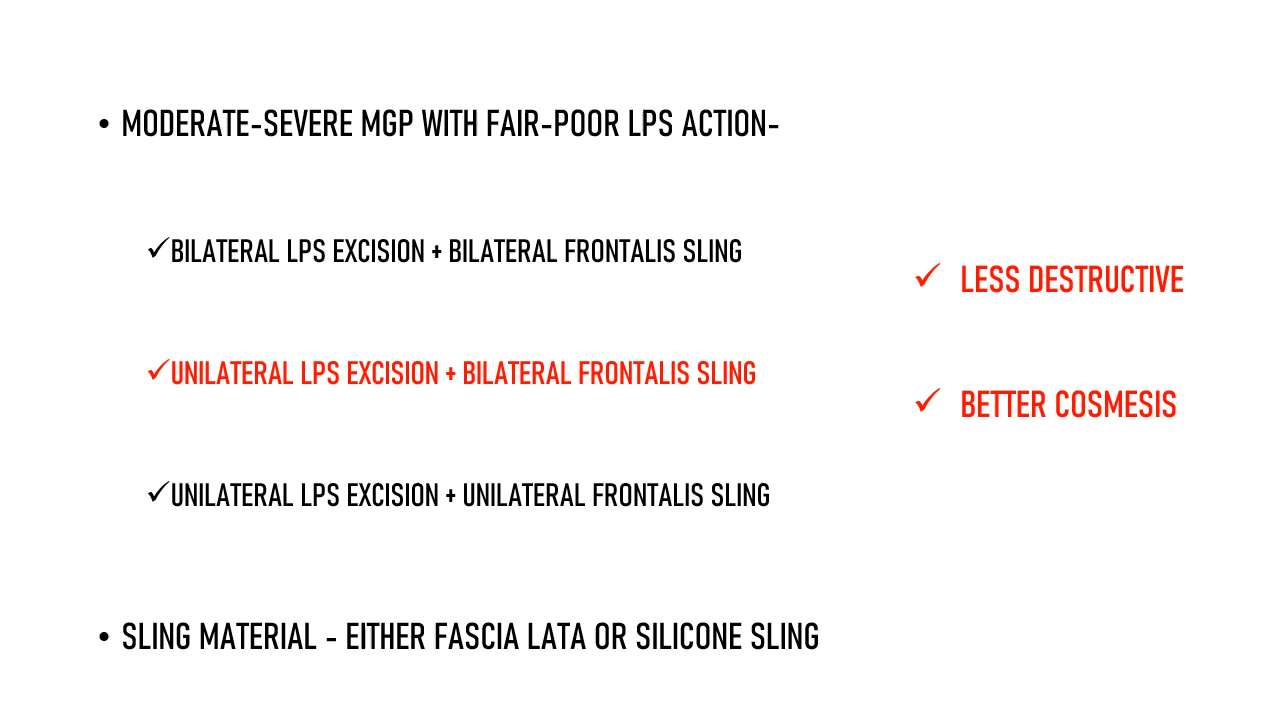 • MODERATE-SEVERE MGP WITH FAIR-POOR LPS ACTION-
✓BILATERAL LPS EXCISION + BILATERAL FRONTALIS SLING
✓UNILATERAL LPS EXCISION + BILATERAL FRONTALIS SLING
✓UNILATERAL LPS EXCISION + UNILATERAL FRONTALIS SLING
✓ LESS DESTRUCTIVE
✓ BETTER COSMESIS
• SLING MATERIAL - EITHER FASCIA LATA OR SILICONE SLING